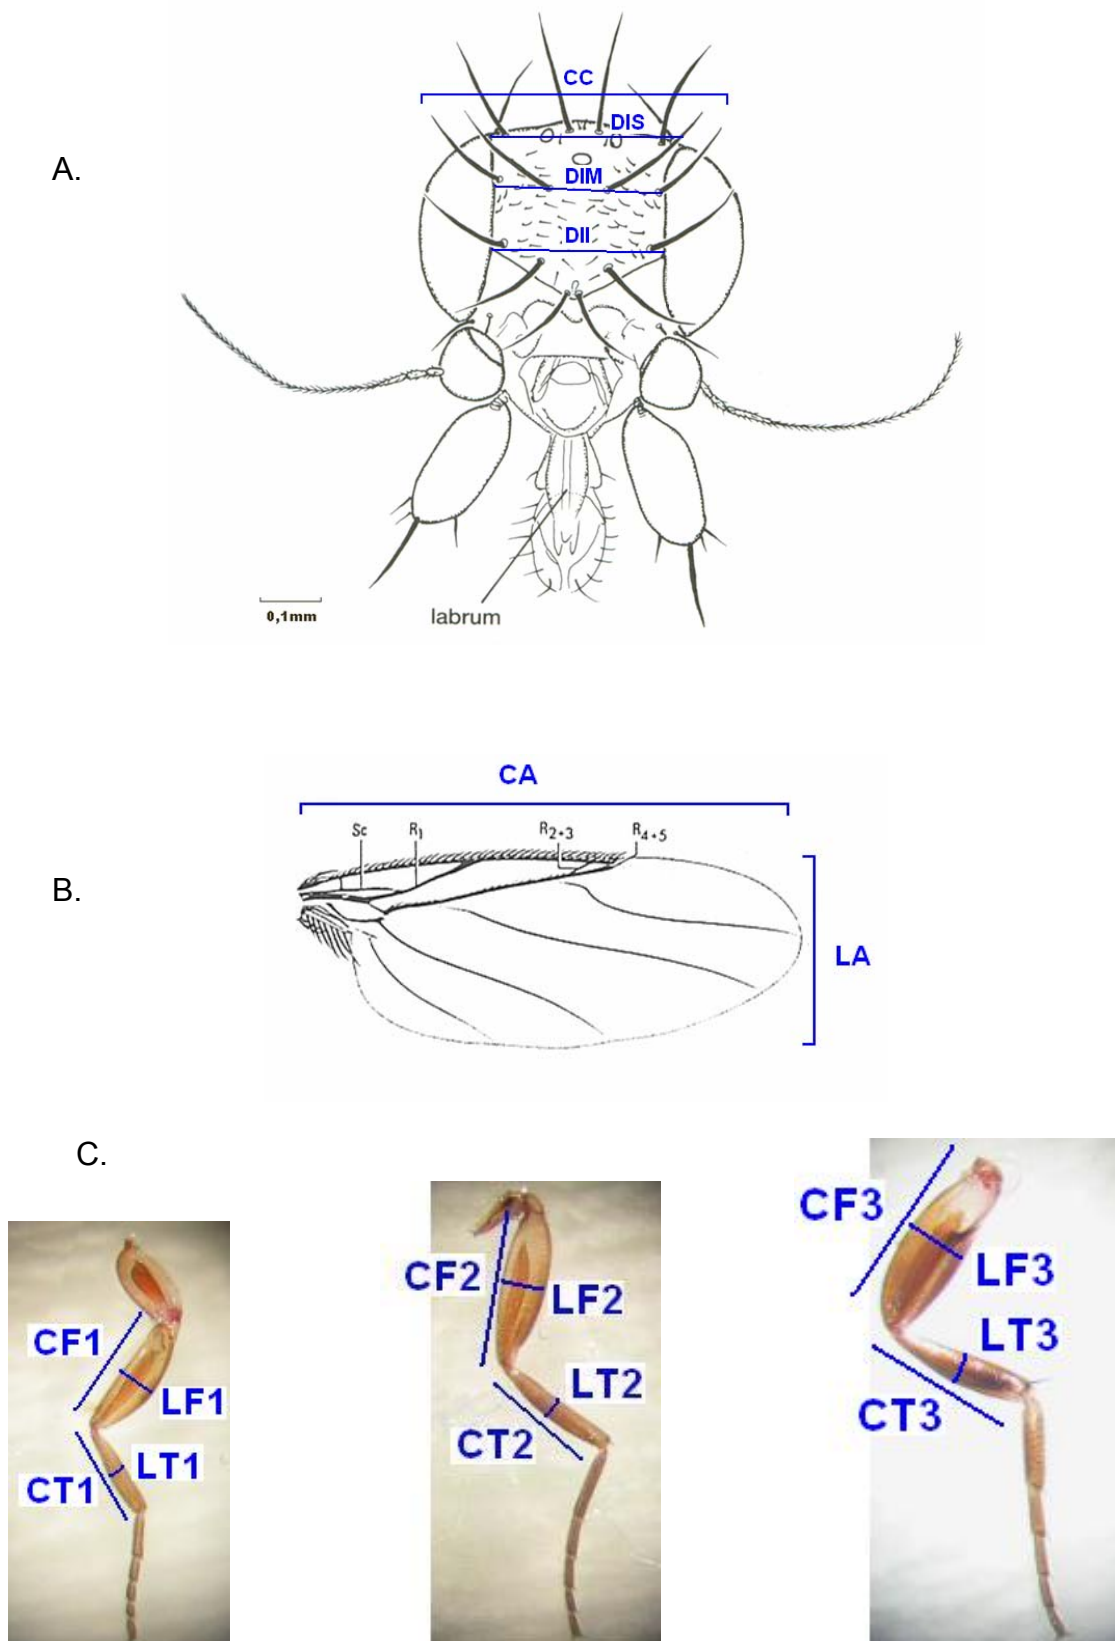 A.
CC
DIS
DIM
DII
0,1mm
labrum
B.
CA
Sc R1 R2+3 R4+5
LA
C.
CF1
LF1
LT1
CT1
CF2
LF2
LT2
CT2
CF3
LF3
LT3
CT3